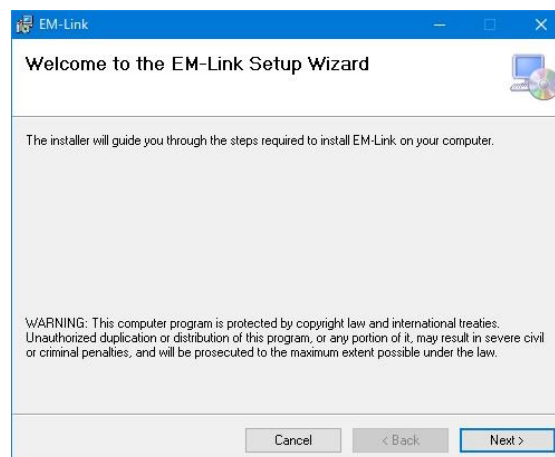 EM-Link
Welcome to the EM-Link Setup Wizard
The installer will guide you through the steps required to install EM-Link on your computer.
WARNING: This computer program is protected by copyright law and international treaties.
Unauthorized duplication or distribution of this program, or any portion of it, may result in severe civil
or criminal penalties, and will be prosecuted to the maximum extent possible under the law.
Cancel < Back Next >